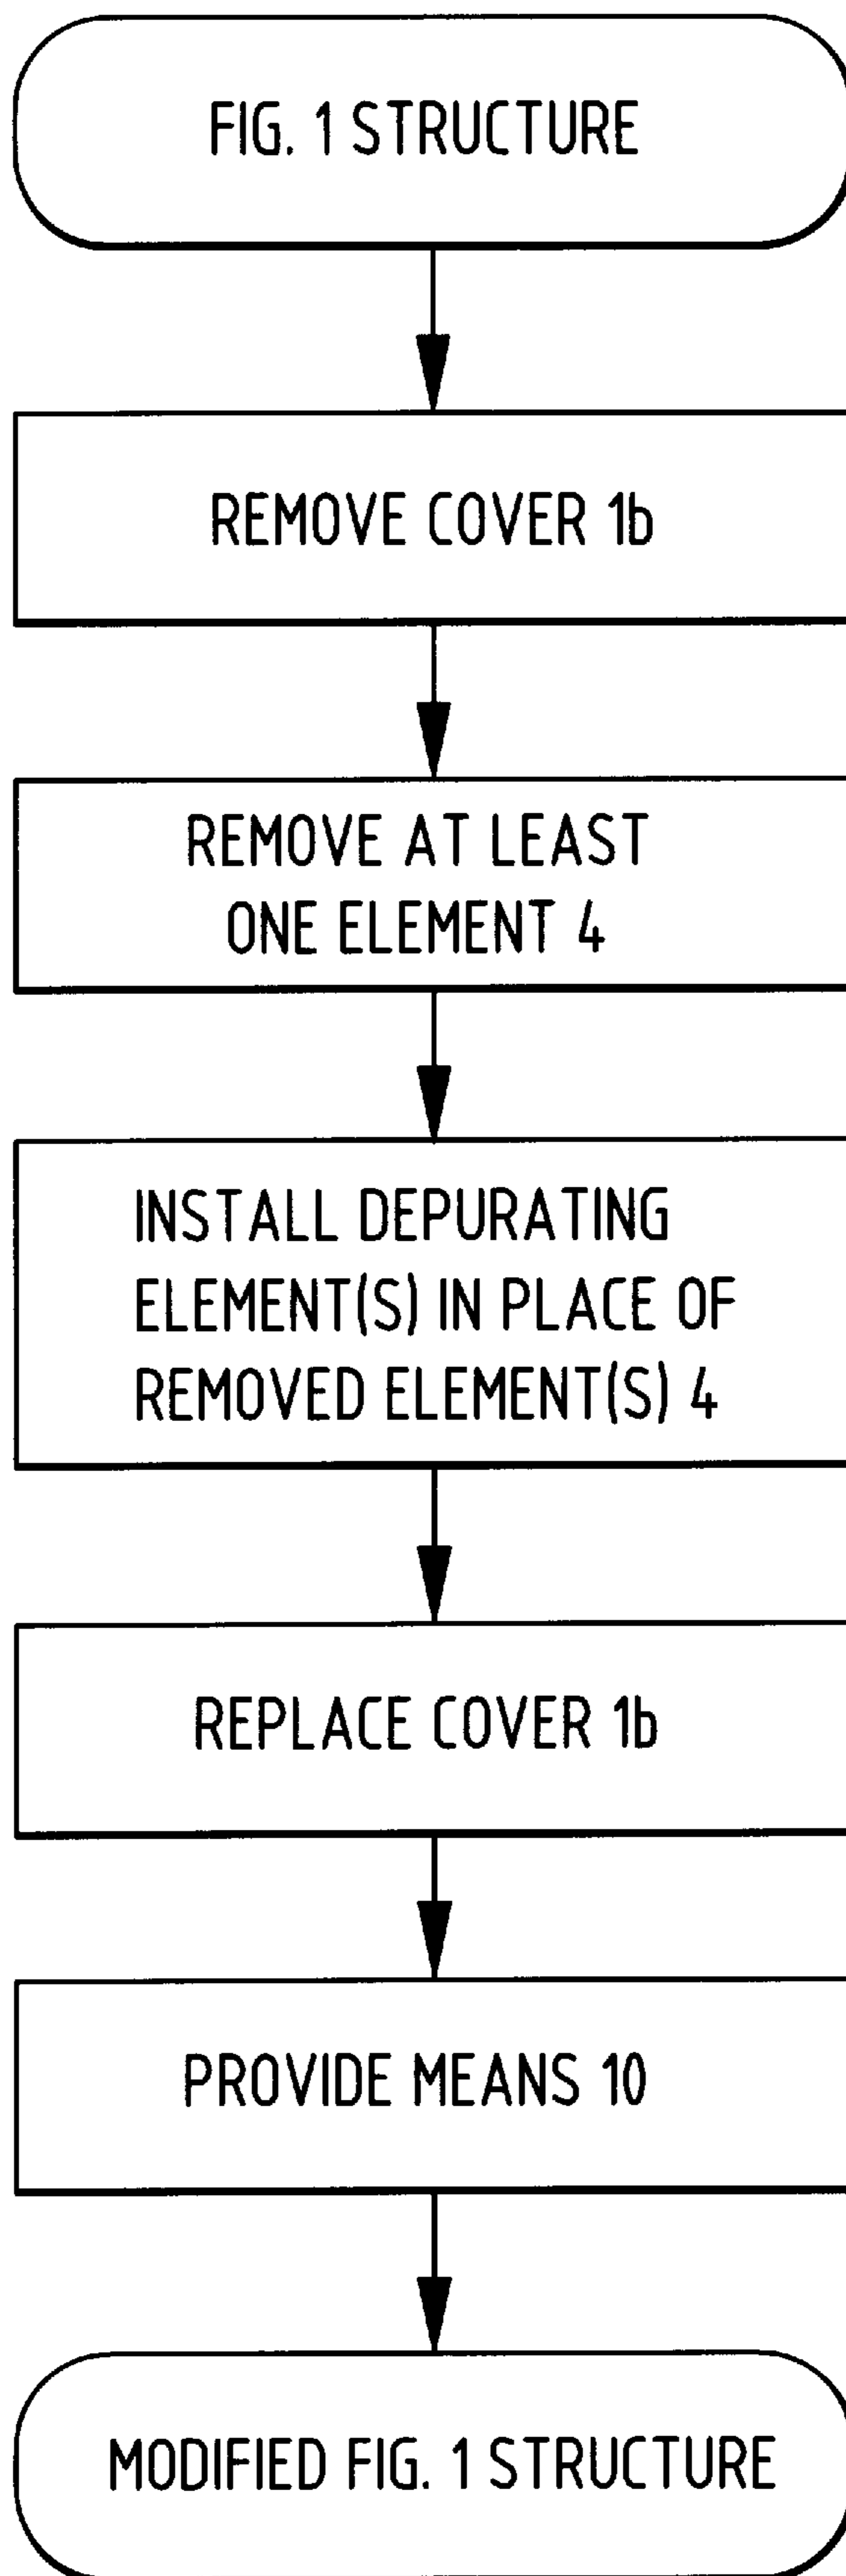 FIG. 1 STRUCTURE
REMOVE COVER 1b
REMOVE AT LEAST
ONE ELEMENT 4
INSTALL DEPURATING
ELEMENT(S) IN PLACE OF
REMOVED ELEMENT(S) 4
REPLACE COVER 1b
PROVIDE MEANS 10
MODIFIED FIG. 1 STRUCTURE